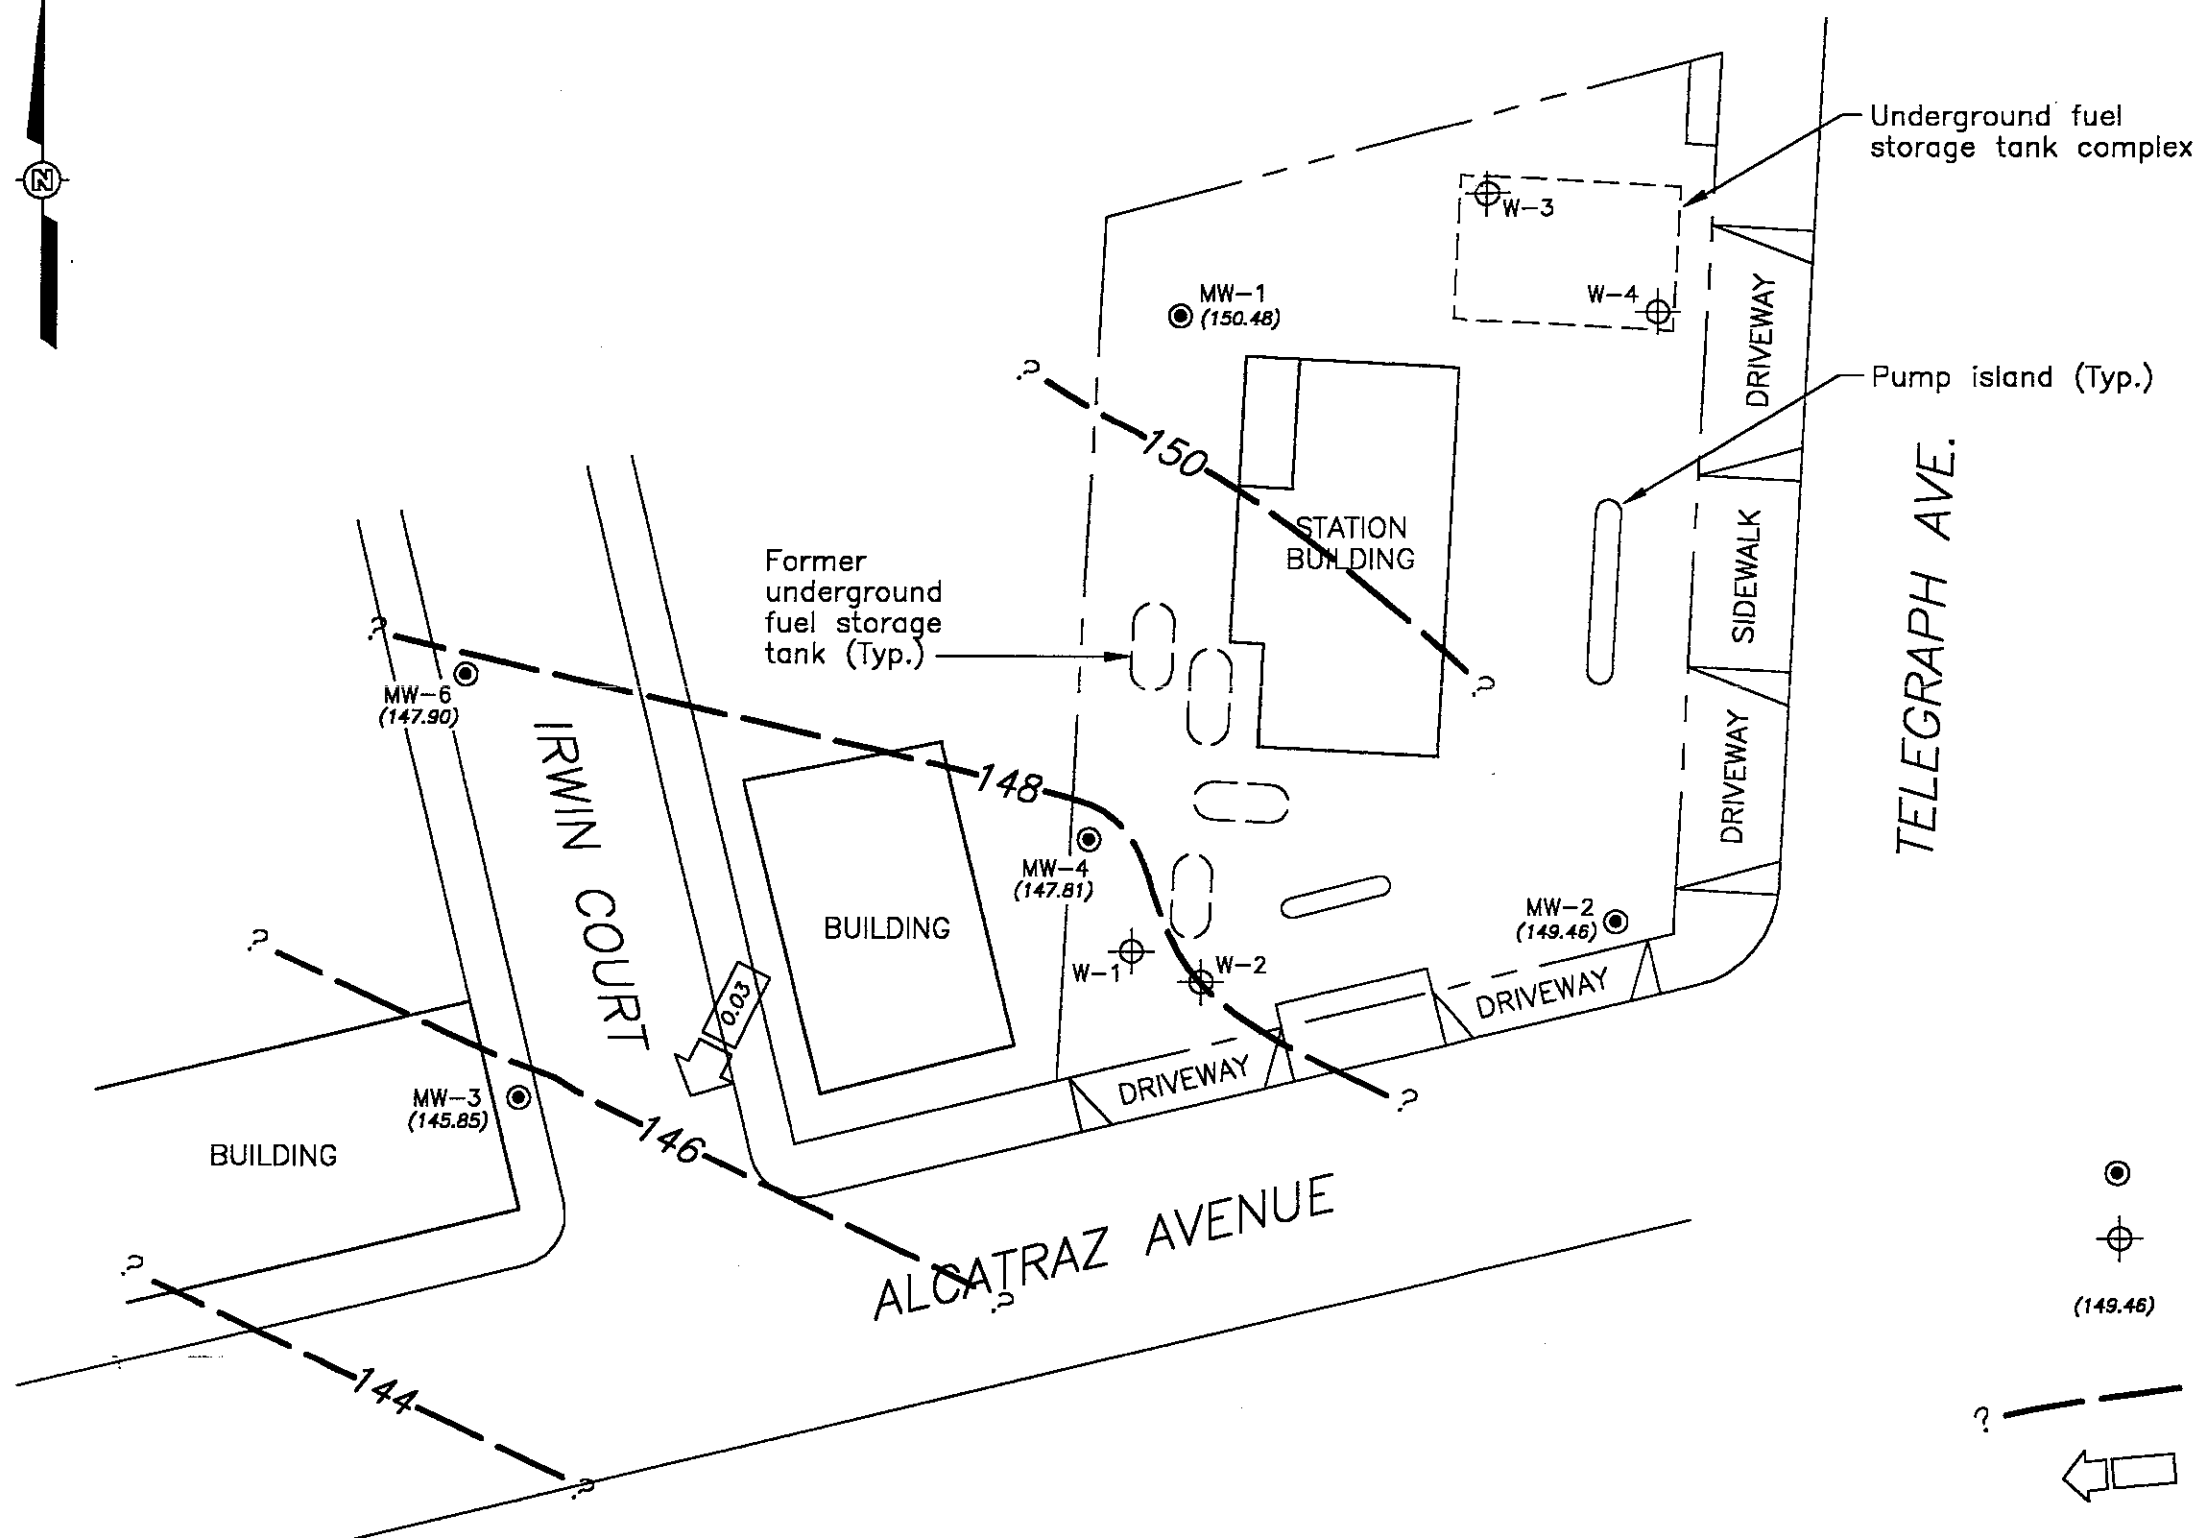 N
Underground fuel
storage tank complex
W-3
W-4
MW-1
(150.48)
DRIVEWAY
Pump island (Typ.)
?
150
STATION
BUILDING
SIDEWALK
TELEGRAPH AVE.
Former
underground
fuel storage
tank (Typ.)
?
?
MW-6
(147.90)
IRWIN COURT
148
DRIVEWAY
MW-4
(147.81)
BUILDING
MW-2
(149.46)
W-1
W-2
?
0.03
DRIVEWAY
DRIVEWAY
?
MW-3
(145.85)
146
BUILDING
ALCATRAZ AVENUE
?
?
144
?
(149.46)
?